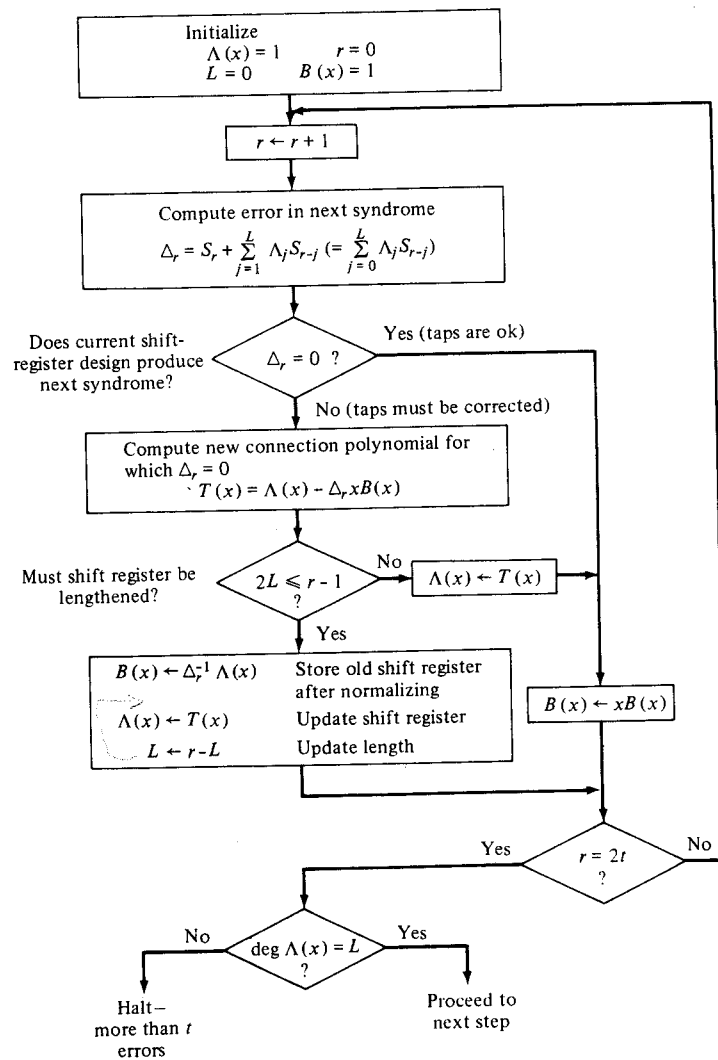 Initialize
Λ(x) = 1 r = 0
L = 0 B(x) = 1
r ← r + 1
Compute error in next syndrome
Δ_r = S_r + Σ_{j=1}^{L} Λ_j S_{r−j} (= Σ_{j=0}^{L} Λ_j S_{r−j})
Does current shift-
register design produce
next syndrome?
Δ_r = 0 ?
Yes (taps are ok)
No (taps must be corrected)
Compute new connection polynomial for
which Δ_r = 0
T(x) = Λ(x) − Δ_r xB(x)
Must shift register be
lengthened?
2L ⩽ r − 1
?
No
Λ(x) ← T(x)
Yes
B(x) ← Δ_r^{−1} Λ(x) Store old shift register
after normalizing
Λ(x) ← T(x) Update shift register
L ← r − L Update length
B(x) ← xB(x)
r = 2t
?
Yes
No
deg Λ(x) = L
?
No
Yes
Halt–
more than t
errors
Proceed to
next step